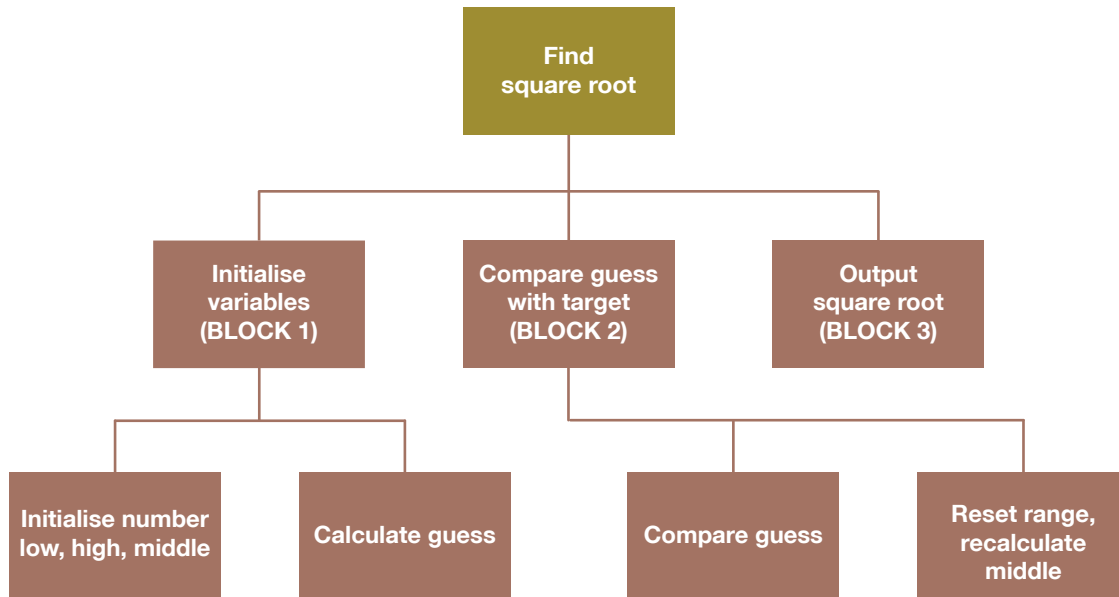 Find
square root
Initialise
variables
(BLOCK 1)
Compare guess
with target
(BLOCK 2)
Output
square root
(BLOCK 3)
Initialise number
low, high, middle
Calculate guess
Compare guess
Reset range,
recalculate
middle